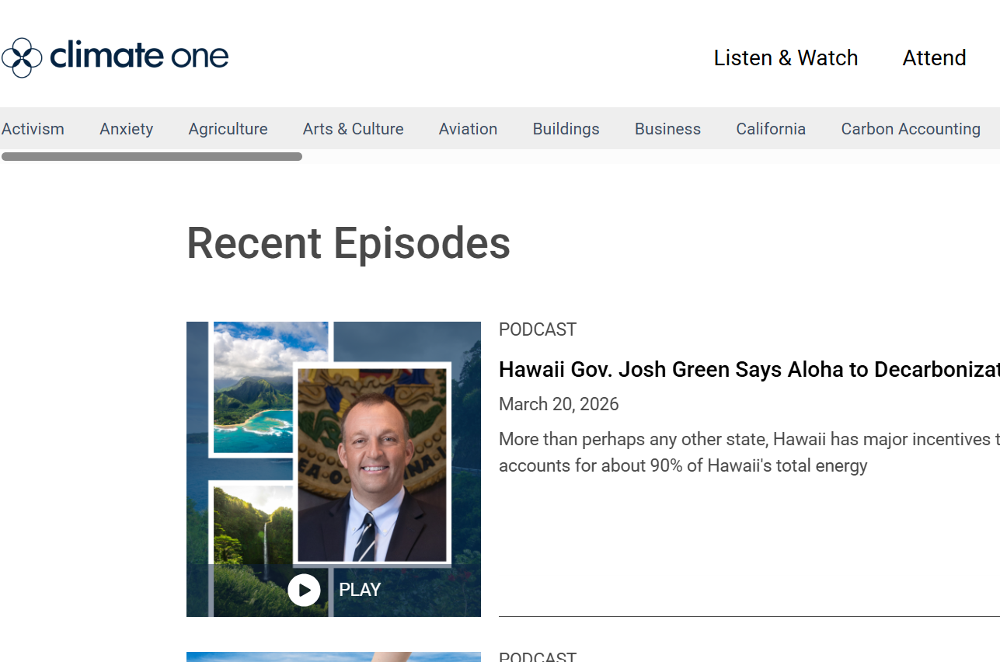 climate one
Listen & Watch
Attend
Activism
Anxiety
Agriculture
Arts & Culture
Aviation
Buildings
Business
California
Carbon Accounting
Recent Episodes
PODCAST
Hawaii Gov. Josh Green Says Aloha to
March 20, 2026
More than perhaps any other state, Hawaii has major incentives
accounts for about 90% of Hawaii's total energy
PLAY
PODCAST